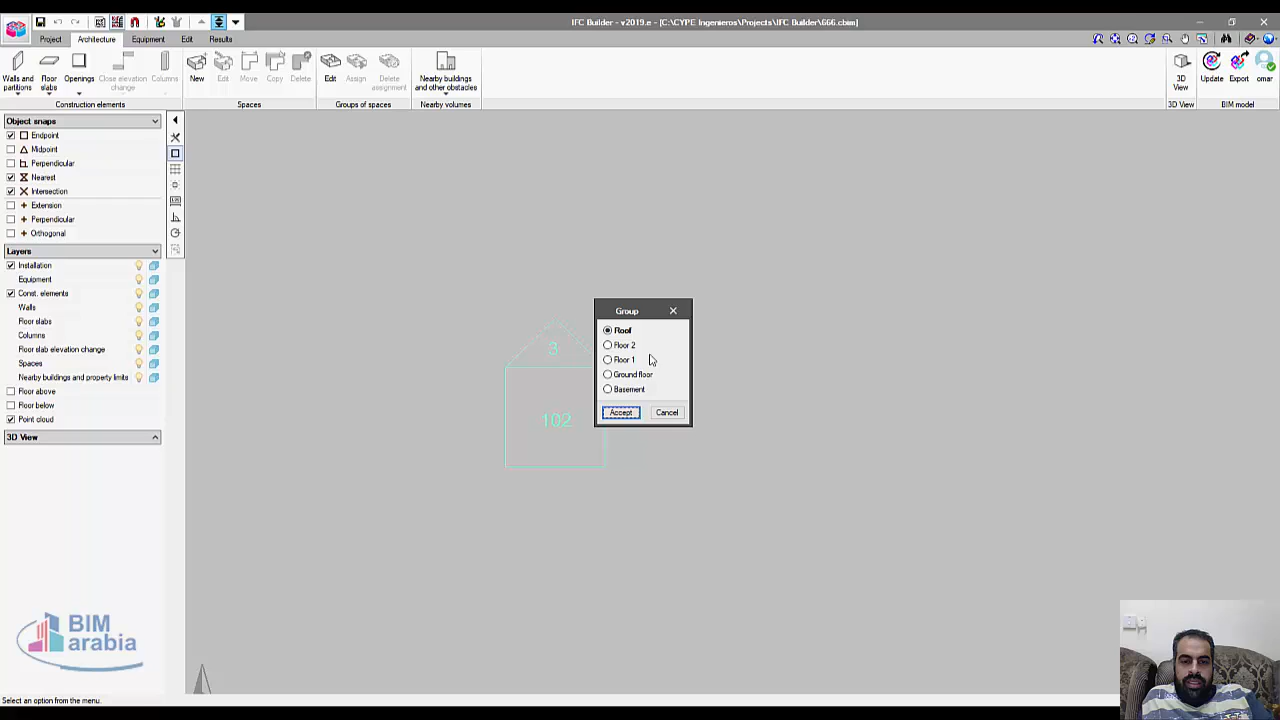 IFC Builder - v2019.e - [C:\CYPE Ingenieros\Projects\IFC Builder\666.cbim]
Project Architecture Equipment Edit Results
Walls and partitions
Floor slabs
Openings
Close elevation change
Columns
New
Edit
Move
Copy
Delete
Edit
Assign
Delete assignment
Nearby buildings and other obstacles
3D View
Update
Export
omar
Construction elements
Spaces
Groups of spaces
Nearby volumes
3D View
BIM model
Object snaps
Endpoint
Midpoint
Perpendicular
Nearest
Intersection
Extension
Perpendicular
Orthogonal
Layers
Installation
Equipment
Const. elements
Walls
Floor slabs
Columns
Floor slab elevation change
Spaces
Nearby buildings and property limits
Floor above
Floor below
Point cloud
3D View
3
102
Group
Roof
Floor 2
Floor 1
Ground floor
Basement
Accept Cancel
BIM
arabia
Select an option from the menu.